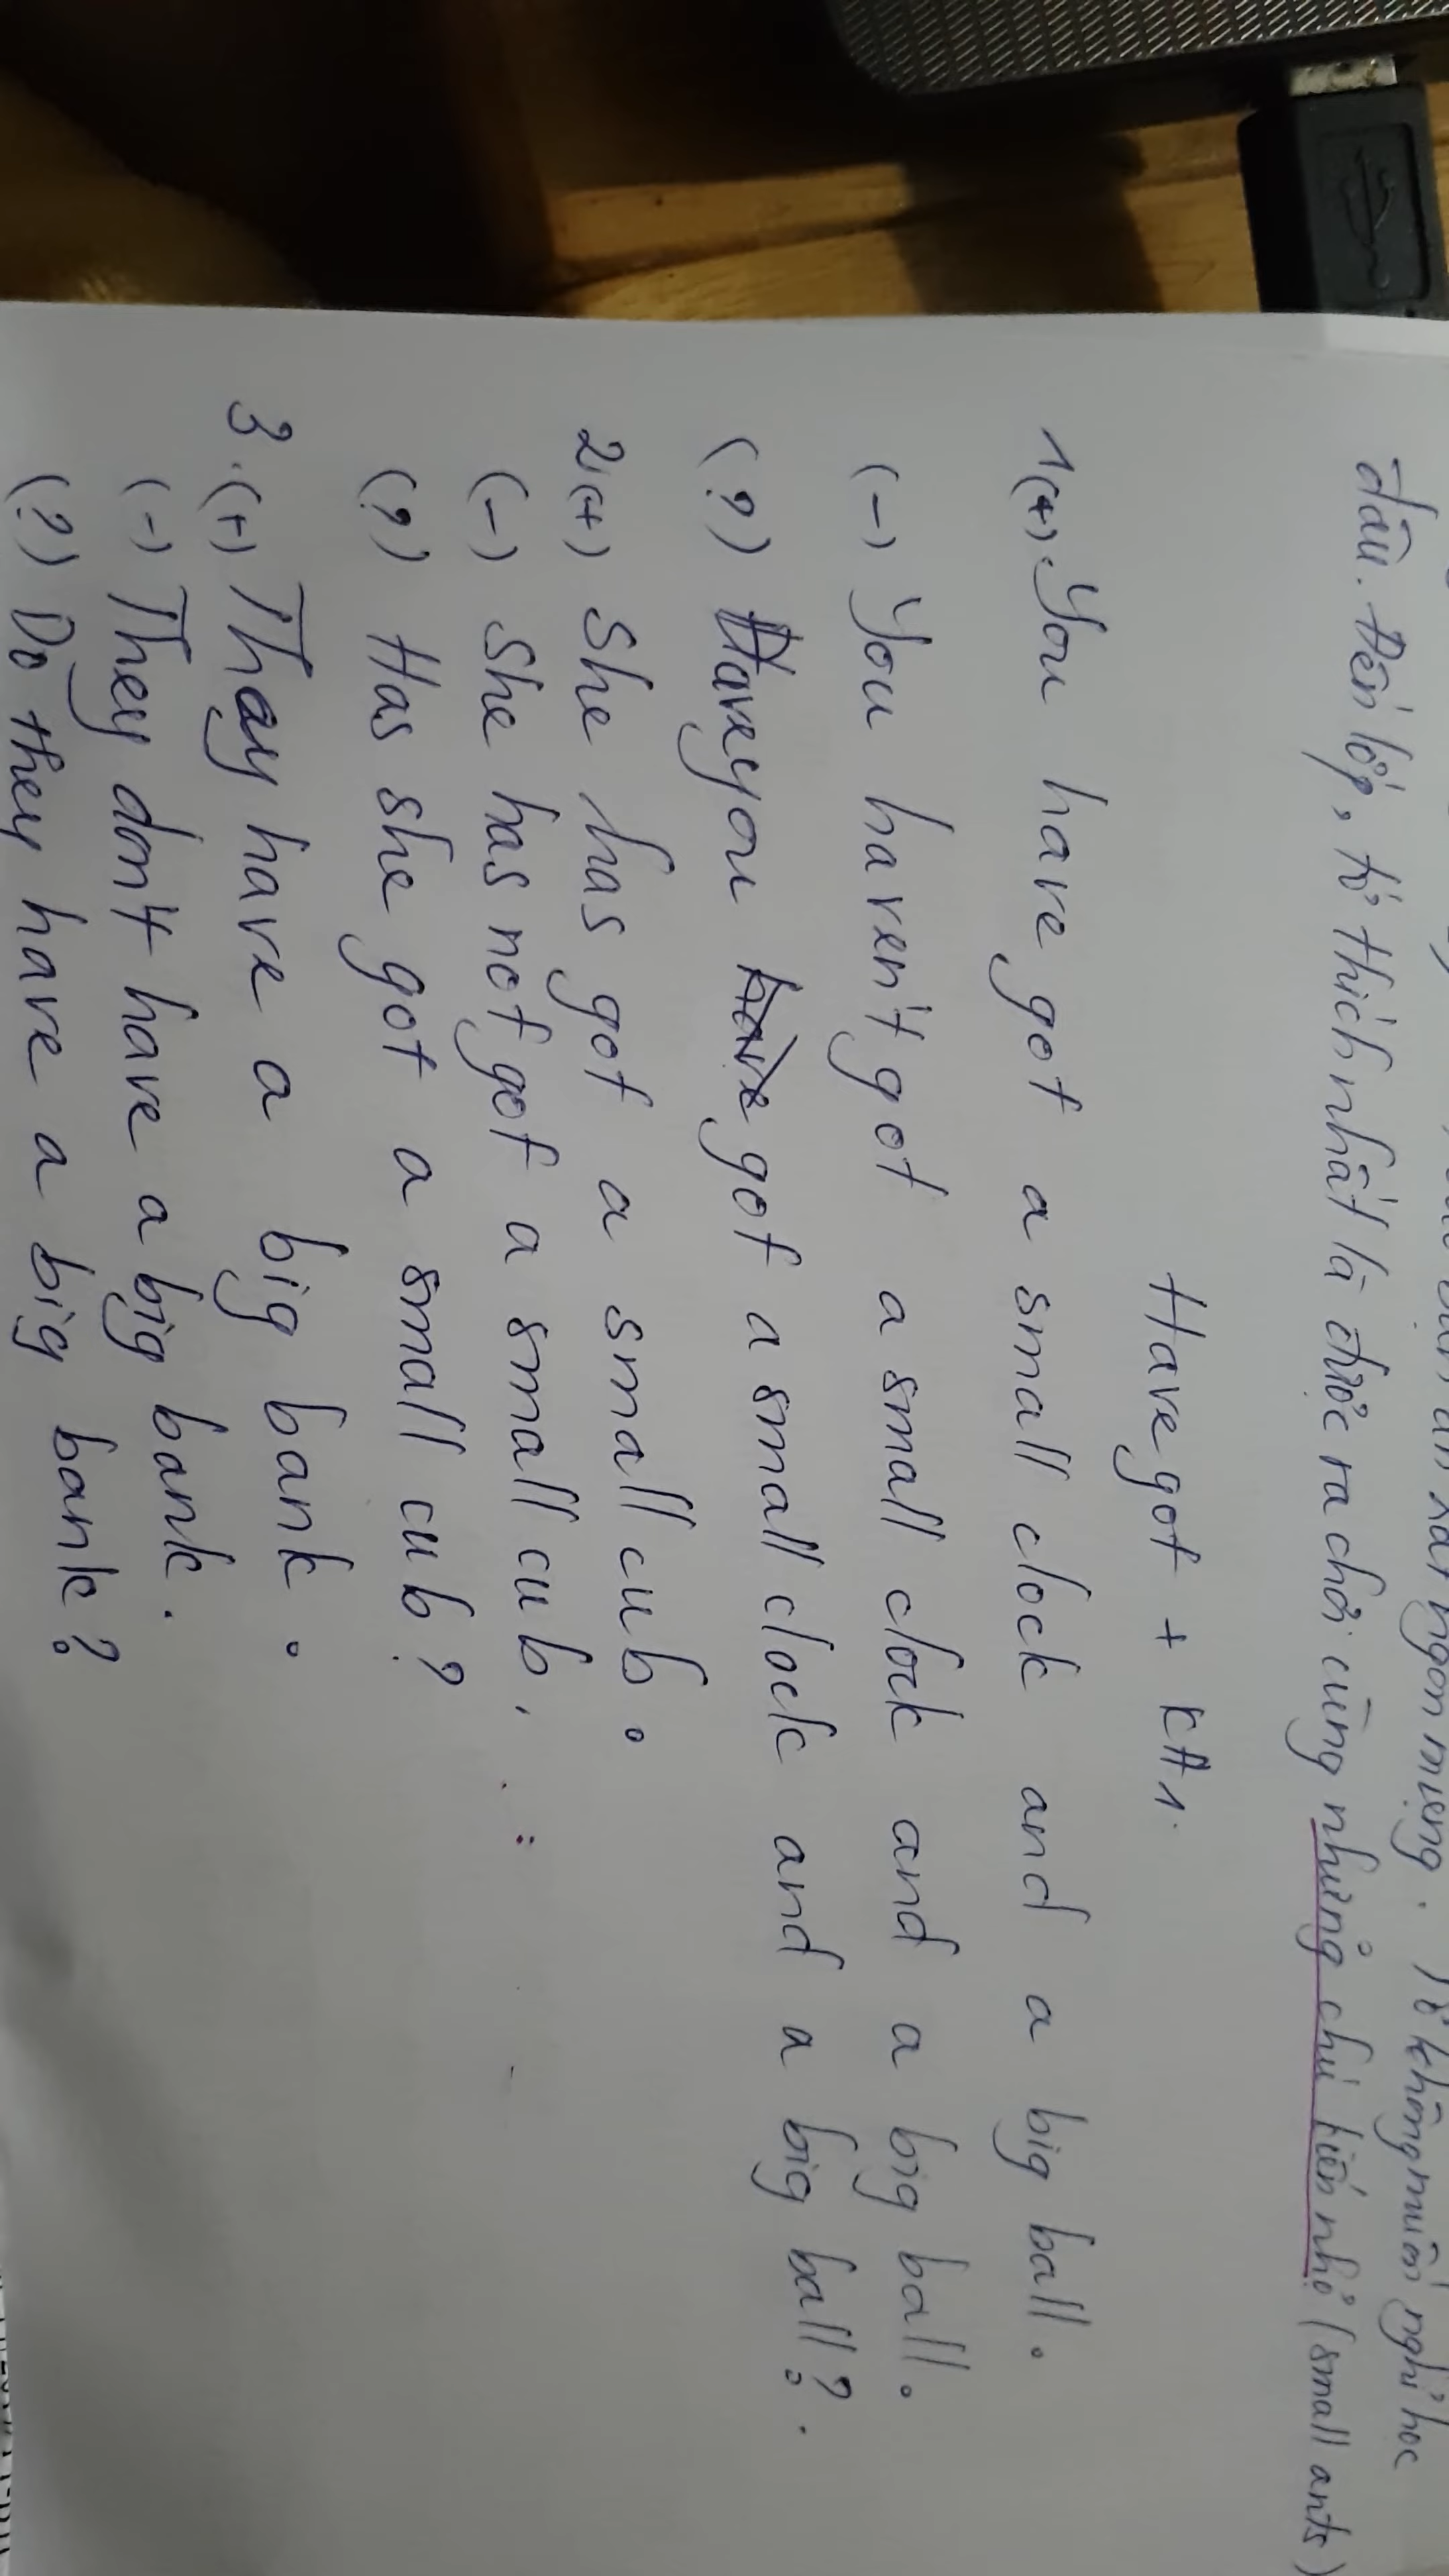 ngon miệng. Tớ không muốn nghỉ học
đâu. Đến lớp, tớ thích nhất là được ra chơi cùng những chú kiến nhỏ (small ants)
Have got + KH1.
1(+). You have got a small clock and a big ball.
(-) You haven't got a small clock and a big ball.
(?) Have you have got a small clock and a big ball?.
2(+) She has got a small cub.
(-) She has not got a small cub.
(?) Has she got a small cub?
3.(+) They have a big bank.
(-) They don't have a big bank.
(?) Do they have a big bank?